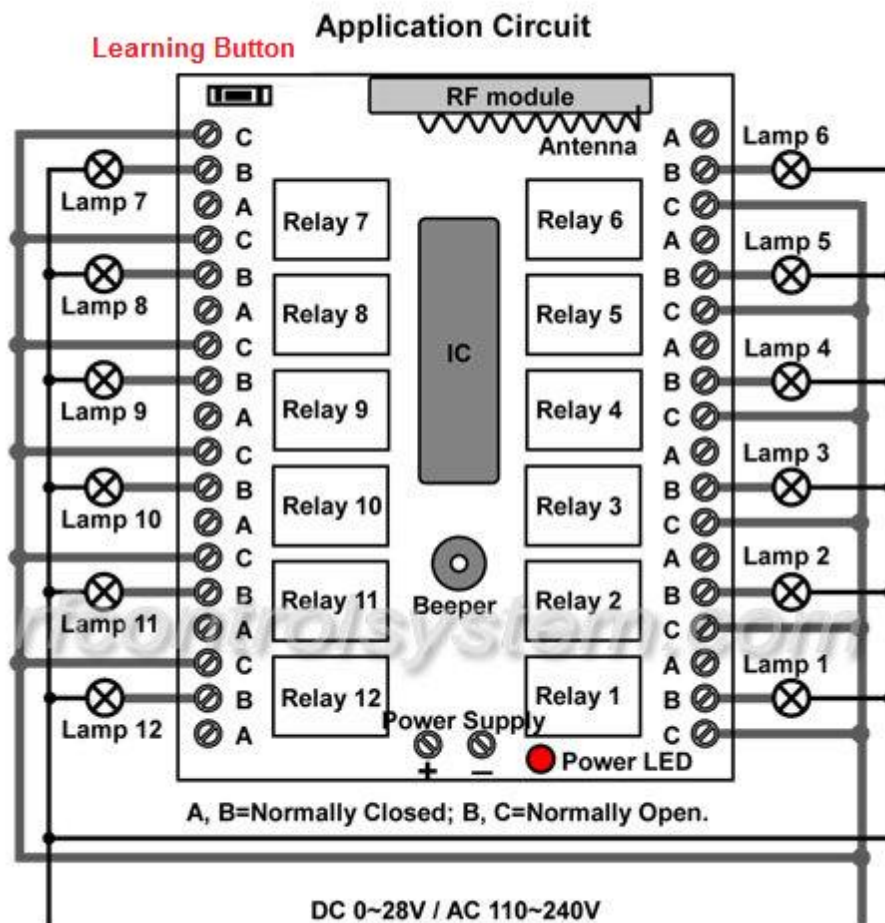 Application Circuit
Learning Button
RF module
Antenna
C
B
A
C
B
A
C
B
A
C
B
A
C
B
A
C
B
A
Lamp 7
Lamp 8
Lamp 9
Lamp 10
Lamp 11
Lamp 12
Relay 7
Relay 8
Relay 9
Relay 10
Relay 11
Relay 12
IC
Beeper
Relay 6
Relay 5
Relay 4
Relay 3
Relay 2
Relay 1
A
B
C
A
B
C
A
B
C
A
B
C
A
B
C
A
B
C
Lamp 6
Lamp 5
Lamp 4
Lamp 3
Lamp 2
Lamp 1
rfcontrolsystem.com
Power Supply
+ −
Power LED
A, B=Normally Closed; B, C=Normally Open.
DC 0~28V / AC 110~240V